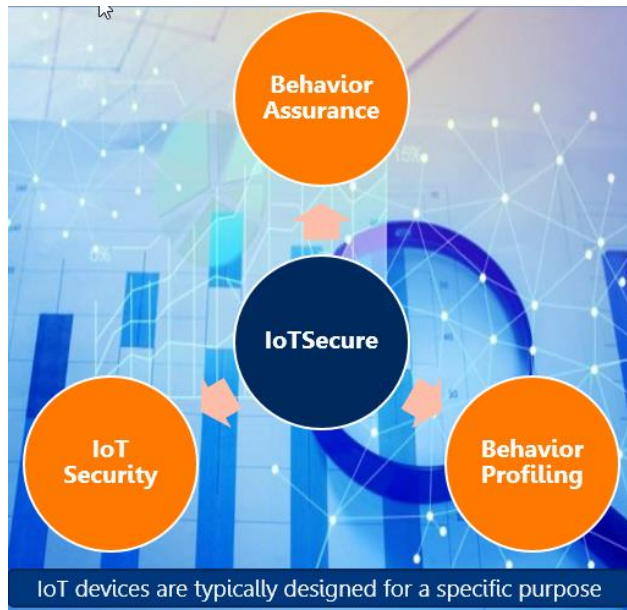 Behavior
Assurance
IoTSecure
IoT
Security
Behavior
Profiling
IoT devices are typically designed for a specific purpose